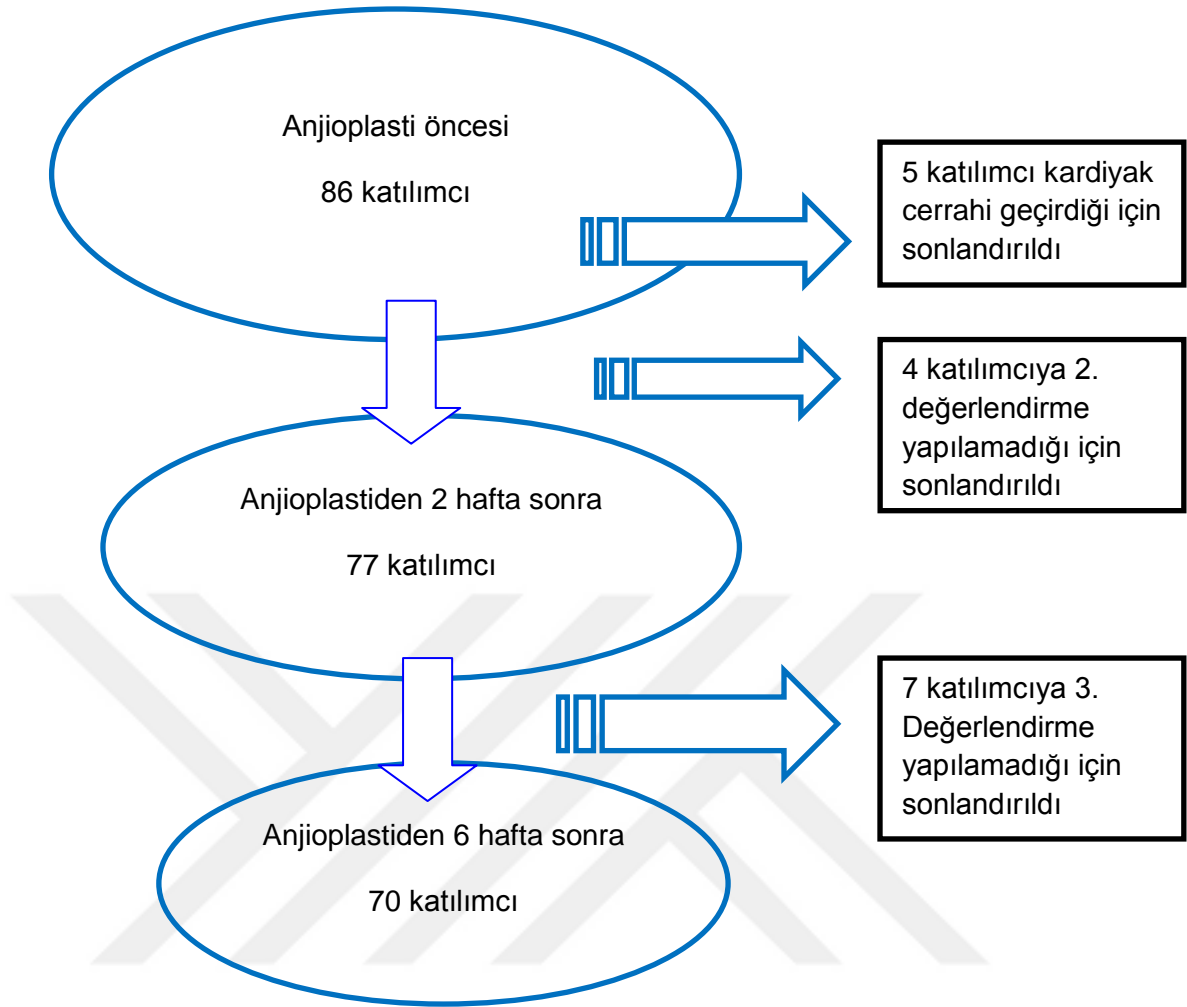 Anjioplasti öncesi
86 katılımcı
5 katılımcı kardiyak
cerrahi geçirdiği için
sonlandırıldı
4 katılımcıya 2.
değerlendirme
yapılamadığı için
sonlandırıldı
Anjioplastiden 2 hafta sonra
77 katılımcı
7 katılımcıya 3.
Değerlendirme
yapılamadığı için
sonlandırıldı
Anjioplastiden 6 hafta sonra
70 katılımcı